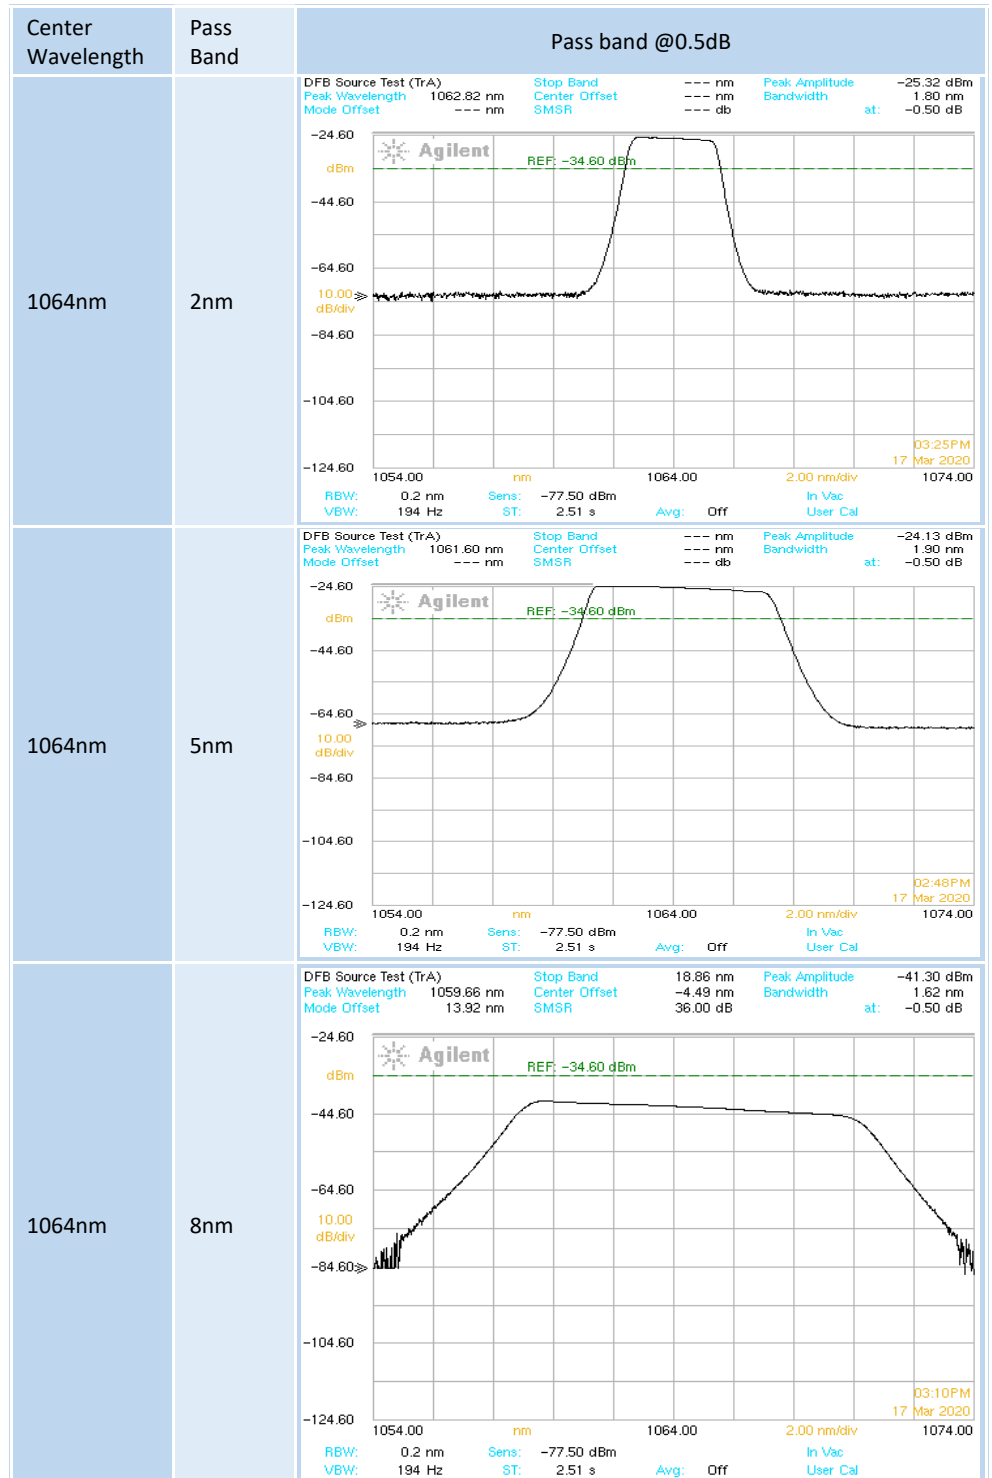 Center Wavelength
Pass Band
Pass band @0.5dB
1064nm
2nm
DFB Source Test (TrA) Stop Band --- nm Peak Amplitude -25.32 dBm
Peak Wavelength 1062.82 nm Center Offset --- nm Bandwidth 1.80 nm
Mode Offset --- nm SMSR --- db at: -0.50 dB
-24.60
Agilent
REF: -34.60 dBm
dBm
-44.60
-64.60
10.00
dB/div
-84.60
-104.60
03:25PM
17 Mar 2020
-124.60
1054.00 nm 1064.00 2.00 nm/div 1074.00
RBW: 0.2 nm Sens: -77.50 dBm In Vac
VBW: 194 Hz ST: 2.51 s Avg: Off User Cal
1064nm
5nm
DFB Source Test (TrA) Stop Band --- nm Peak Amplitude -24.13 dBm
Peak Wavelength 1061.60 nm Center Offset --- nm Bandwidth 1.90 nm
Mode Offset --- nm SMSR --- db at: -0.50 dB
-24.60
Agilent
REF: -34.60 dBm
dBm
-44.60
-64.60
10.00
dB/div
-84.60
-104.60
02:48PM
17 Mar 2020
-124.60
1054.00 nm 1064.00 2.00 nm/div 1074.00
RBW: 0.2 nm Sens: -77.50 dBm In Vac
VBW: 194 Hz ST: 2.51 s Avg: Off User Cal
1064nm
8nm
DFB Source Test (TrA) Stop Band 18.86 nm Peak Amplitude -41.30 dBm
Peak Wavelength 1059.66 nm Center Offset -4.49 nm Bandwidth 1.62 nm
Mode Offset 13.92 nm SMSR 36.00 dB at: -0.50 dB
-24.60
Agilent
REF: -34.60 dBm
dBm
-44.60
-64.60
10.00
dB/div
-84.60
-104.60
03:10PM
17 Mar 2020
-124.60
1054.00 nm 1064.00 2.00 nm/div 1074.00
RBW: 0.2 nm Sens: -77.50 dBm In Vac
VBW: 194 Hz ST: 2.51 s Avg: Off User Cal